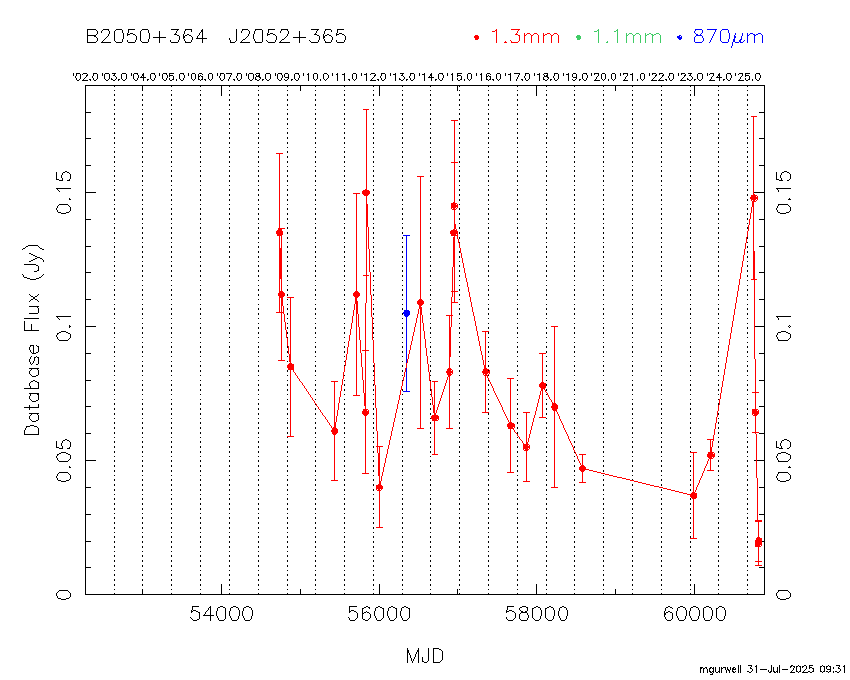 B2050+364 J2052+365 1.3mm 1.1mm 870μm
'02.0 '03.0 '04.0 '05.0 '06.0 '07.0 '08.0 '09.0 '10.0 '11.0 '12.0 '13.0 '14.0 '15.0 '16.0 '17.0 '18.0 '19.0 '20.0 '21.0 '22.0 '23.0 '24.0 '25.0
0.15 0.15
0.1 0.1
Database Flux (Jy)
0.05 0.05
0 0
54000 56000 58000 60000
MJD
mgurwell 31-Jul-2025 09:31